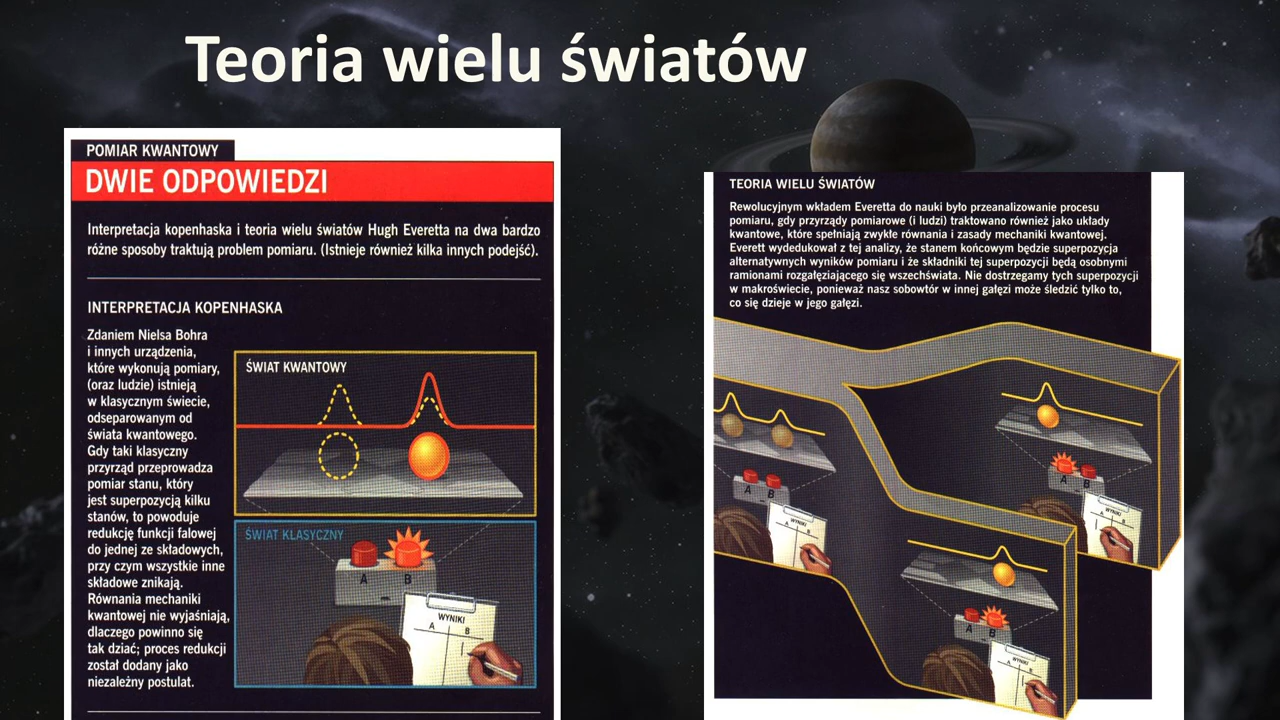 Teoria wielu światów
POMIAR KWANTOWY
DWIE ODPOWIEDZI
Interpretacja kopenhaska i teoria wielu światów Hugh Everetta na dwa bardzo
różne sposoby traktują problem pomiaru. (Istnieje również kilka innych podejść).
INTERPRETACJA KOPENHASKA
Zdaniem Nielsa Bohra
i innych urządzenia,
które wykonują pomiary,
(oraz ludzie) istnieją
w klasycznym świecie,
odseparowanym od
świata kwantowego.
Gdy taki klasyczny
przyrząd przeprowadza
pomiar stanu, który
jest superpozycją kilku
stanów, to powoduje
redukcję funkcji falowej
do jednej ze składowych,
przy czym wszystkie inne
składowe znikają.
Równania mechaniki
kwantowej nie wyjaśniają,
dlaczego powinno się
tak dziać; proces redukcji
został dodany jako
niezależny postulat.
ŚWIAT KWANTOWY
ŚWIAT KLASYCZNY
A B
WYNIKI
A B
TEORIA WIELU ŚWIATÓW
Rewolucyjnym wkładem Everetta do nauki było przeanalizowanie procesu
pomiaru, gdy przyrządy pomiarowe (i ludzi) traktowano również jako układy
kwantowe, które spełniają zwykłe równania i zasady mechaniki kwantowej.
Everett wydedukował z tej analizy, że stanem końcowym będzie superpozycja
alternatywnych wyników pomiaru i że składniki tej superpozycji będą osobnymi
ramionami rozgałęziającego się wszechświata. Nie dostrzegamy tych superpozycji
w makroświecie, ponieważ nasz sobowtór w innej gałęzi może śledzić tylko to,
co się dzieje w jego gałęzi.
A B
WYNIKI
A B
A B
WYNIKI
A B
A B
WYNIKI
A B